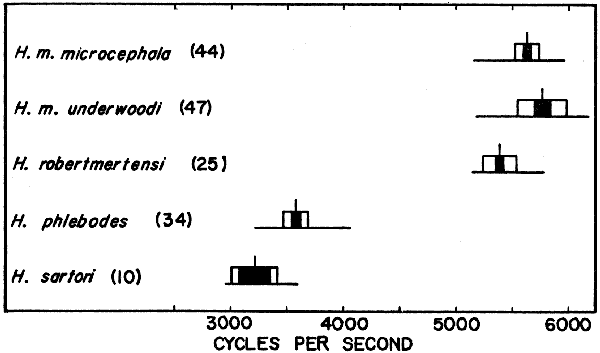 H. m. microcephala (44)
H. m. underwoodi (47)
H. robertmertensi (25)
H. phlebodes (34)
H. sartori (10)
3000 4000 5000 6000
CYCLES PER SECOND